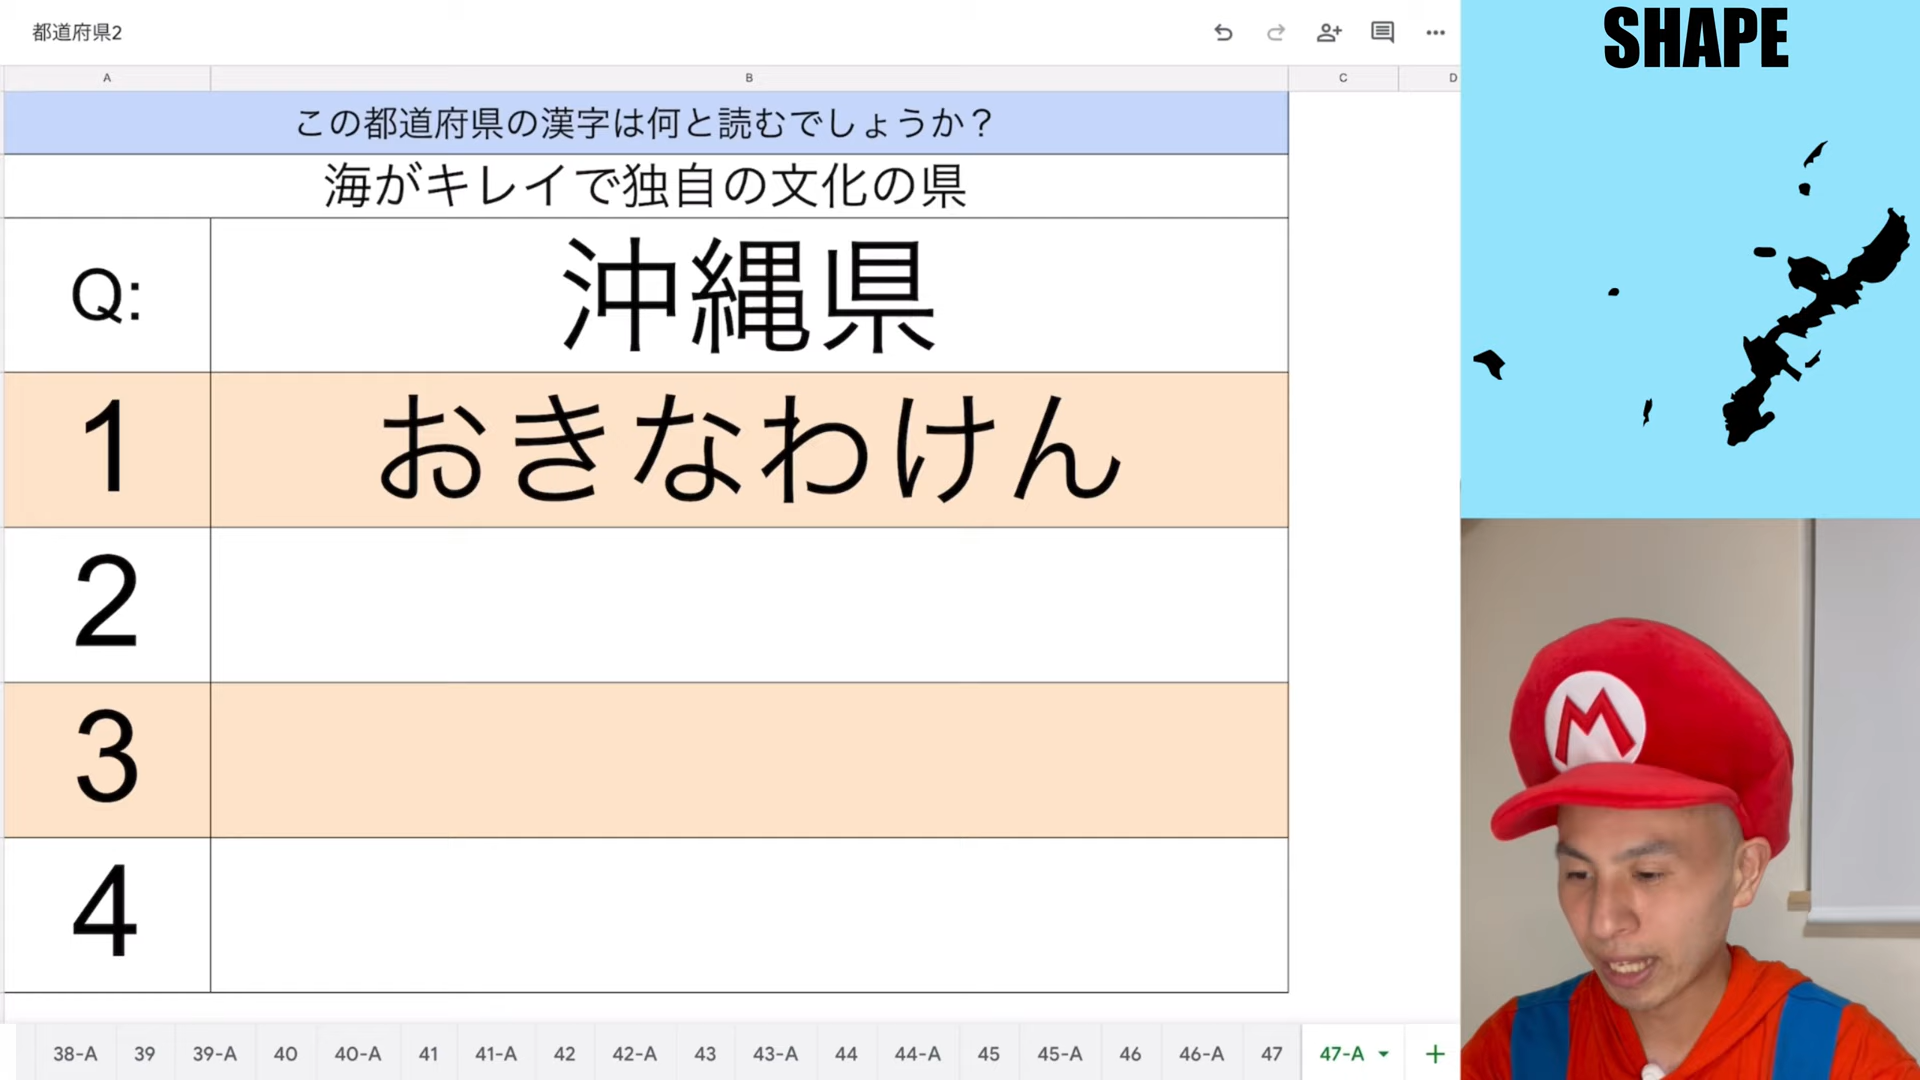 都道府県2
A B C D
この都道府県の漢字は何と読むでしょうか？
海がキレイで独自の文化の県
Q: 沖縄県
1 おきなわけん
2
3
4
38-A 39 39-A 40 40-A 41 41-A 42 42-A 43 43-A 44 44-A 45 45-A 46 46-A 47 47-A +
SHAPE
M